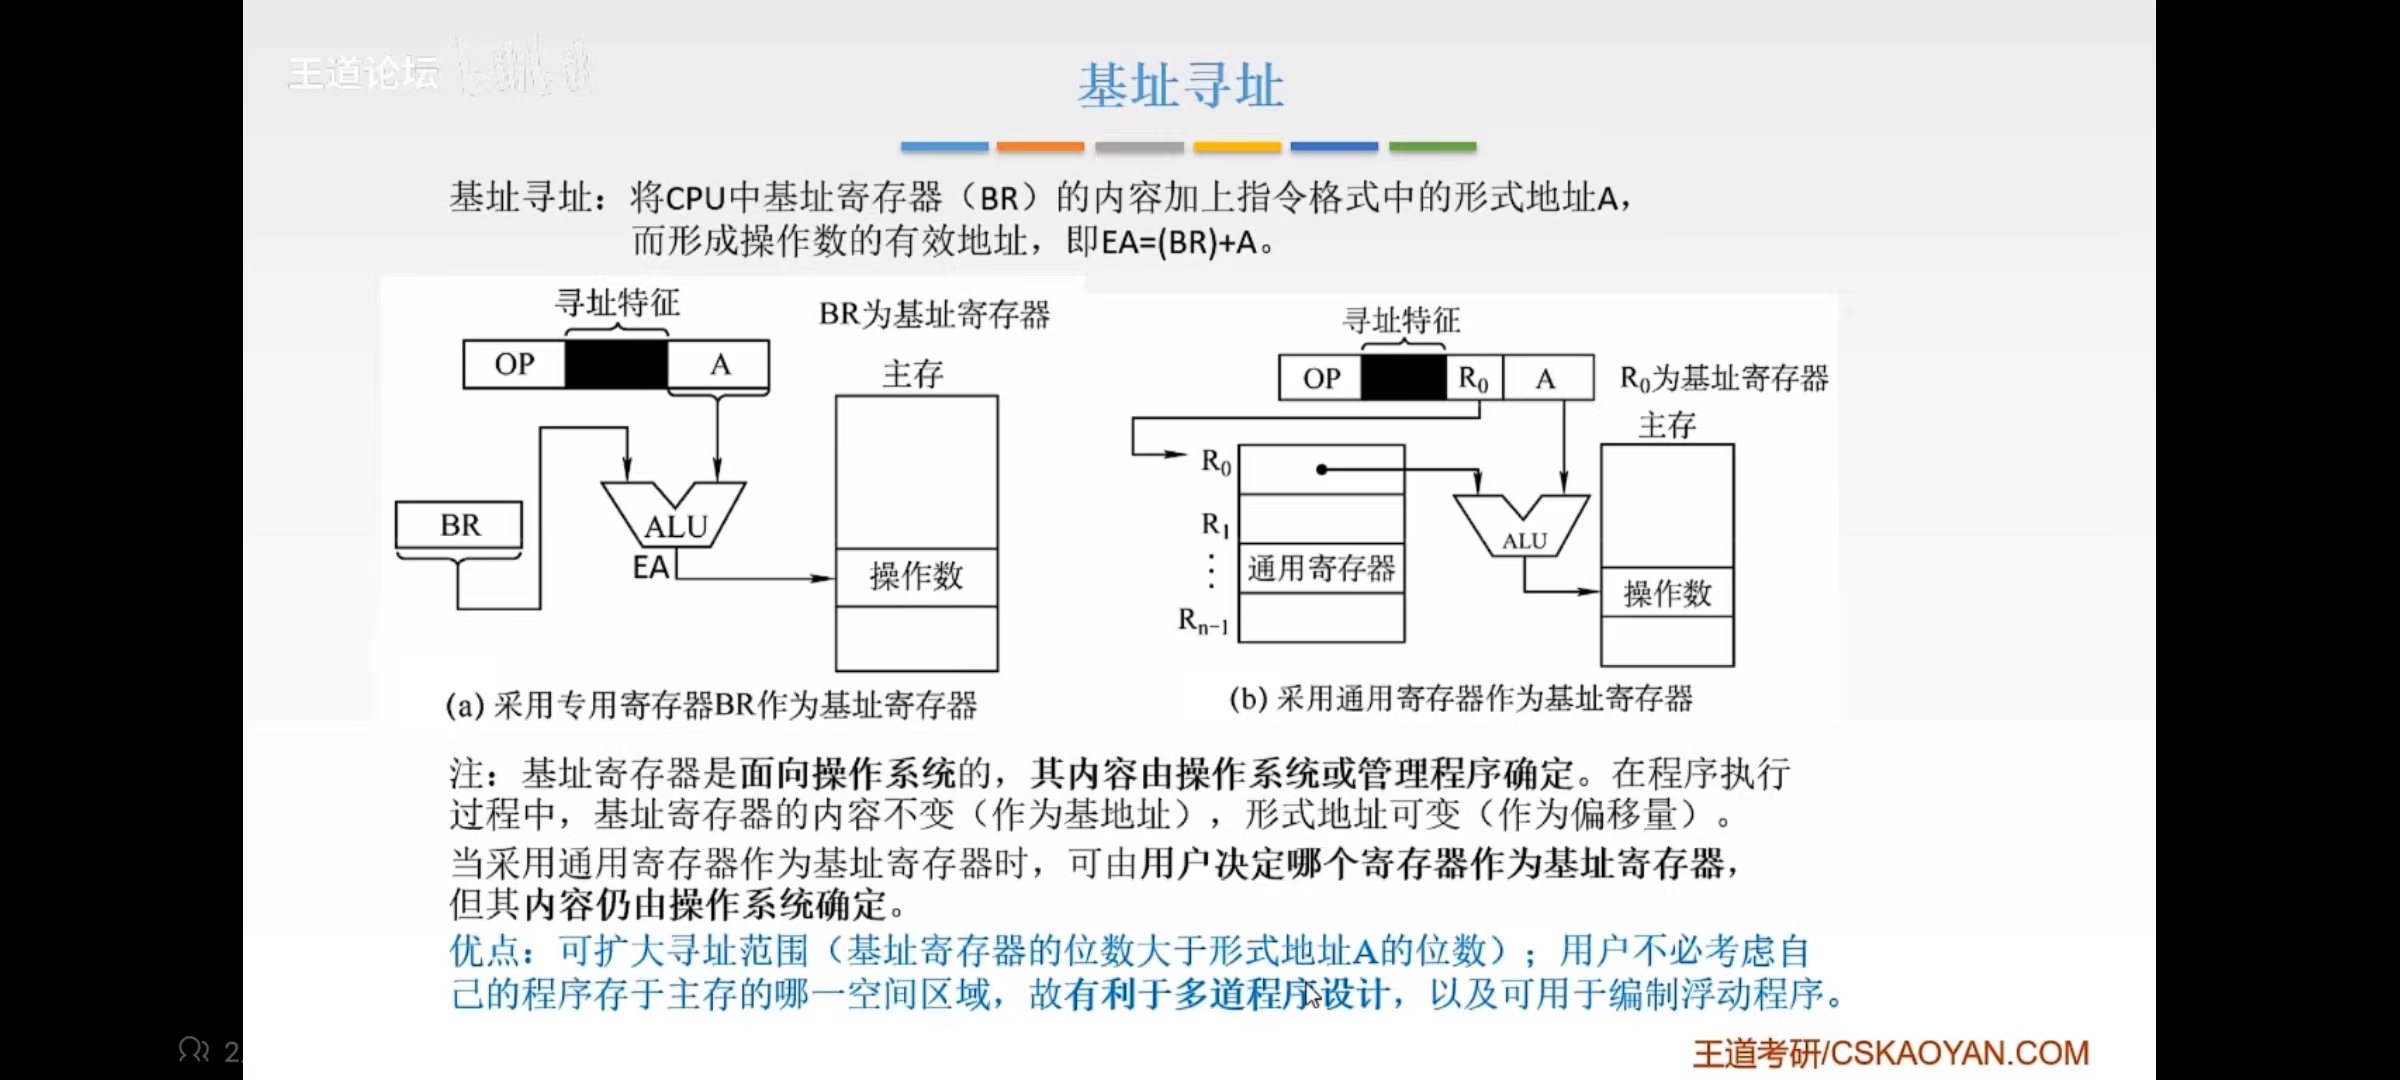 王道论坛
基址寻址
基址寻址：将CPU中基址寄存器（BR）的内容加上指令格式中的形式地址A，
而形成操作数的有效地址，即EA=(BR)+A。
寻址特征
BR为基址寄存器
OP
A
主存
BR
ALU
EA
操作数
(a) 采用专用寄存器BR作为基址寄存器
寻址特征
OP
R₀
A
R₀为基址寄存器
主存
R₀
R₁
⋮
通用寄存器
Rₙ₋₁
ALU
操作数
(b) 采用通用寄存器作为基址寄存器
注：基址寄存器是面向操作系统的，其内容由操作系统或管理程序确定。在程序执行
过程中，基址寄存器的内容不变（作为基地址），形式地址可变（作为偏移量）。
当采用通用寄存器作为基址寄存器时，可由用户决定哪个寄存器作为基址寄存器，
但其内容仍由操作系统确定。
优点：可扩大寻址范围（基址寄存器的位数大于形式地址A的位数）；用户不必考虑自
己的程序存于主存的哪一空间区域，故有利于多道程序设计，以及可用于编制浮动程序。
王道考研/CSKAOYAN.COM